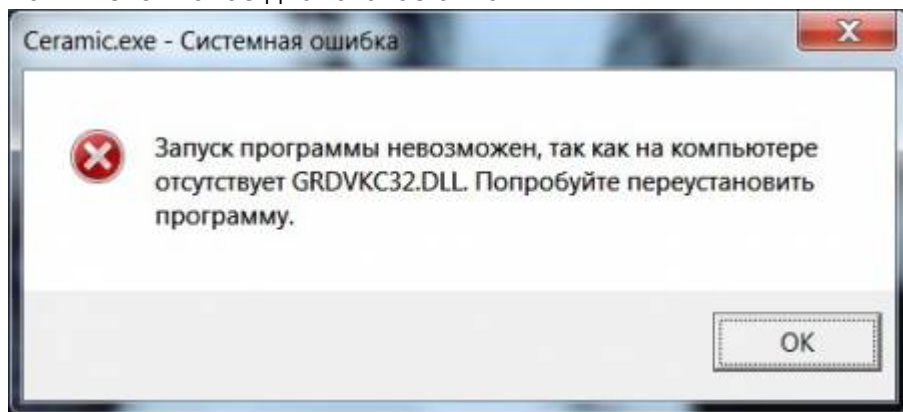 Ceramic.exe - Системная ошибка
Запуск программы невозможен, так как на компьютере
отсутствует GRDVKC32.DLL. Попробуйте переустановить
программу.
OK